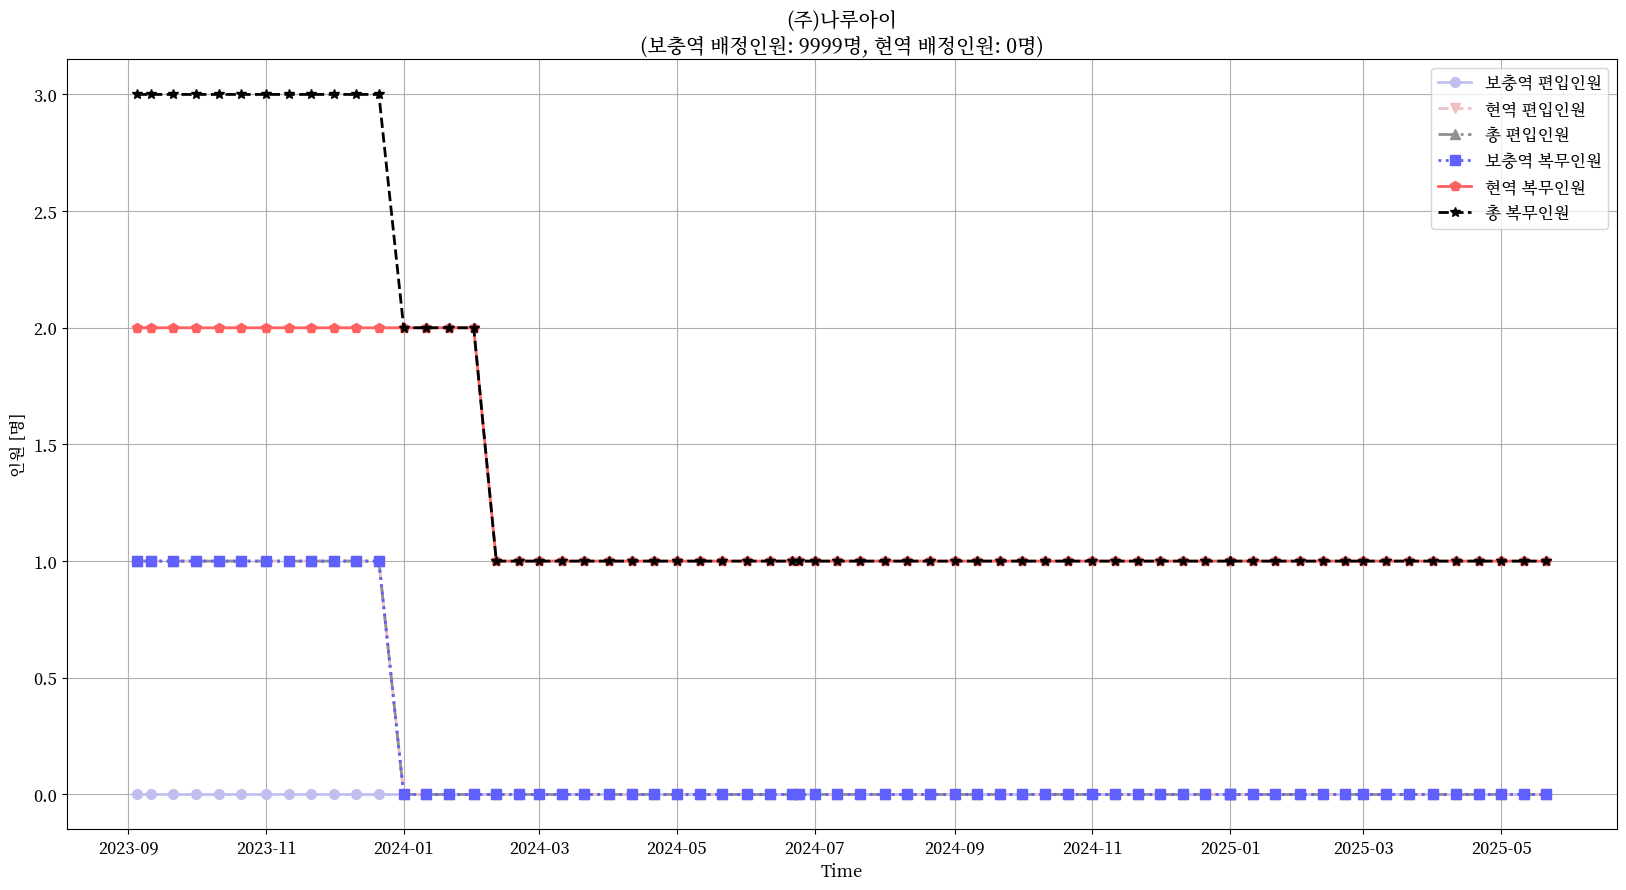 (주)나루아이
(보충역 배정인원: 9999명, 현역 배정인원: 0명)
보충역 편입인원
현역 편입인원
총 편입인원
보충역 복무인원
현역 복무인원
총 복무인원
인원 [명]
3.0
2.5
2.0
1.5
1.0
0.5
0.0
2023-09 2023-11 2024-01 2024-03 2024-05 2024-07 2024-09 2024-11 2025-01 2025-03 2025-05
Time